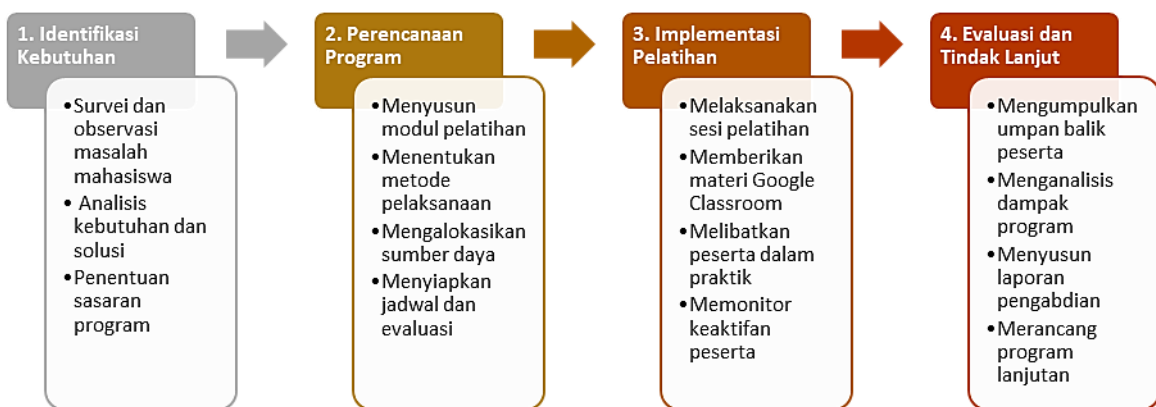 1. Identifikasi
Kebutuhan
•Survei dan
observasi
masalah
mahasiswa
• Analisis
kebutuhan dan
solusi
•Penentuan
sasaran
program
2. Perencanaan
Program
•Menyusun
modul pelatihan
•Menentukan
metode
pelaksanaan
•Mengalokasikan
sumber daya
•Menyiapkan
jadwal dan
evaluasi
3. Implementasi
Pelatihan
•Melaksanakan
sesi pelatihan
•Memberikan
materi Google
Classroom
•Melibatkan
peserta dalam
praktik
•Memonitor
keaktifan
peserta
4. Evaluasi dan
Tindak Lanjut
•Mengumpulkan
umpan balik
peserta
•Menganalisis
dampak
program
•Menyusun
laporan
pengabdian
•Merancang
program
lanjutan